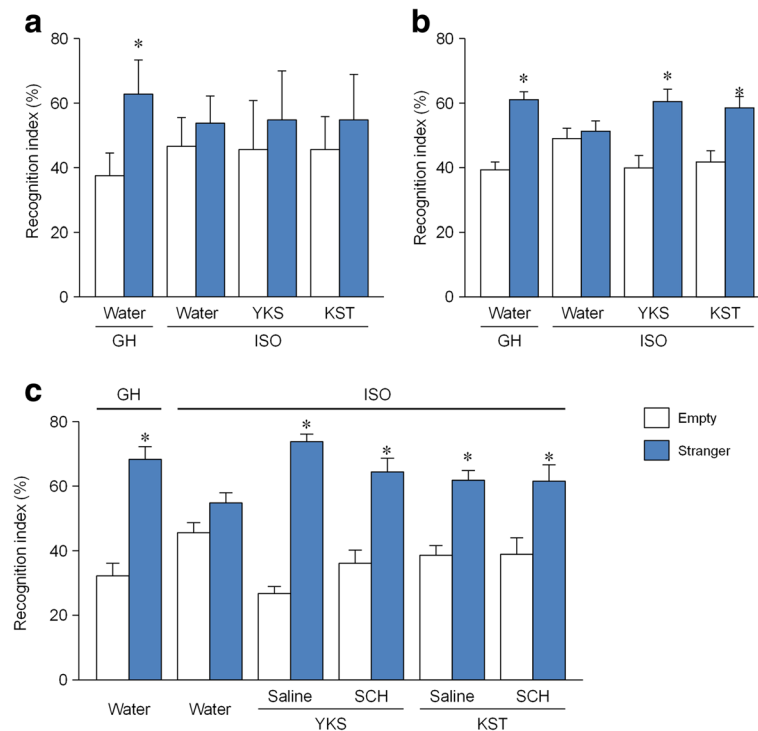 a
80
60
40
20
0
Recognition index (%)
*
Water Water YKS KST
GH ISO
b
80
60
40
20
0
Recognition index (%)
* * *
Water Water YKS KST
GH ISO
c
GH ISO
80
60
40
20
0
Recognition index (%)
* * * * *
Saline SCH Saline SCH
Water Water YKS KST
Empty
Stranger